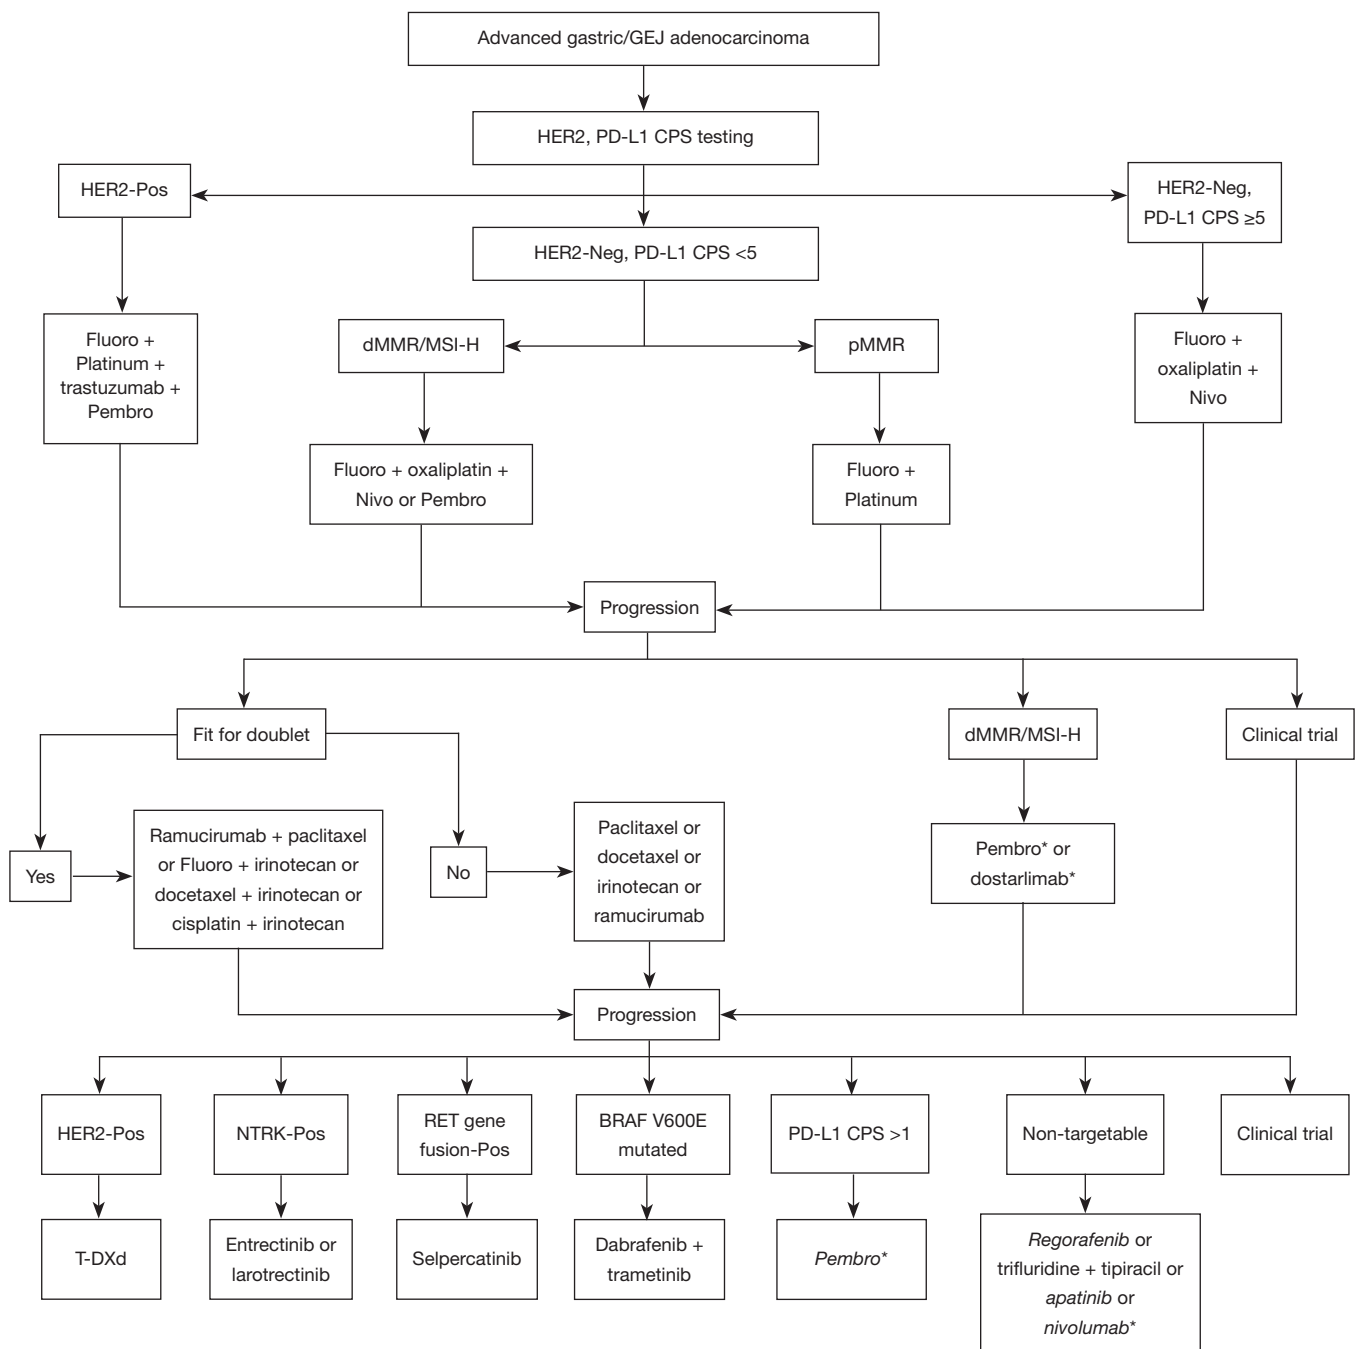 Advanced gastric/GEJ adenocarcinoma
HER2, PD-L1 CPS testing
HER2-Pos
HER2-Neg,
PD-L1 CPS ≥5
HER2-Neg, PD-L1 CPS <5
Fluoro +
Platinum +
trastuzumab +
Pembro
dMMR/MSI-H
pMMR
Fluoro +
oxaliplatin +
Nivo
Fluoro + oxaliplatin +
Nivo or Pembro
Fluoro +
Platinum
Progression
Fit for doublet
dMMR/MSI-H
Clinical trial
Yes
Ramucirumab + paclitaxel
or Fluoro + irinotecan or
docetaxel + irinotecan or
cisplatin + irinotecan
No
Paclitaxel or
docetaxel or
irinotecan or
ramucirumab
Pembro* or
dostarlimab*
Progression
HER2-Pos
NTRK-Pos
RET gene
fusion-Pos
BRAF V600E
mutated
PD-L1 CPS >1
Non-targetable
Clinical trial
T-DXd
Entrectinib or
larotrectinib
Selpercatinib
Dabrafenib +
trametinib
Pembro*
Regorafenib or
trifluridine + tipiracil or
apatinib or
nivolumab*